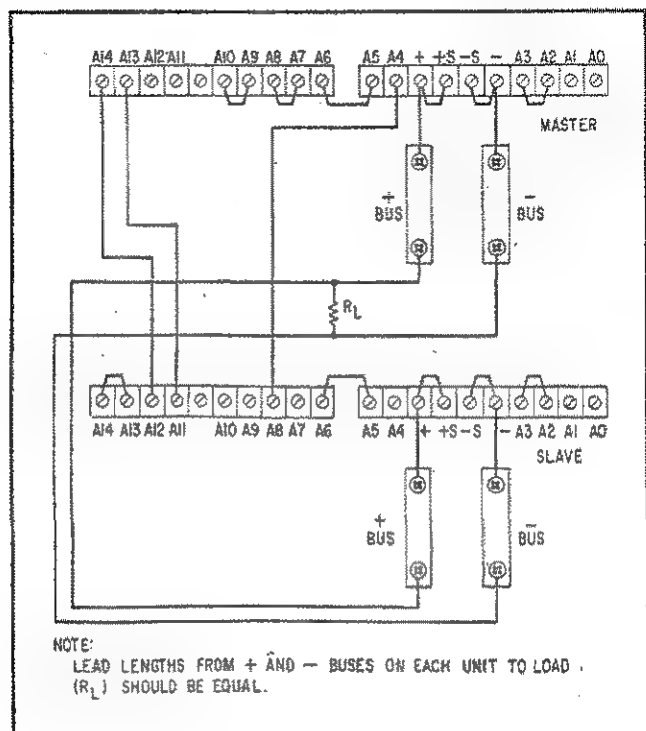 A14 A13 A12 A11 A10 A9 A8 A7 A6 A5 A4 + +S -S - A3 A2 A1 A0
MASTER
+
BUS
-
BUS
RL
A14 A13 A12 A11 A10 A9 A8 A7 A6 A5 A4 + +S -S - A3 A2 A1 A0
SLAVE
+
BUS
-
BUS
NOTE:
LEAD LENGTHS FROM + AND - BUSES ON EACH UNIT TO LOAD
(RL) SHOULD BE EQUAL.